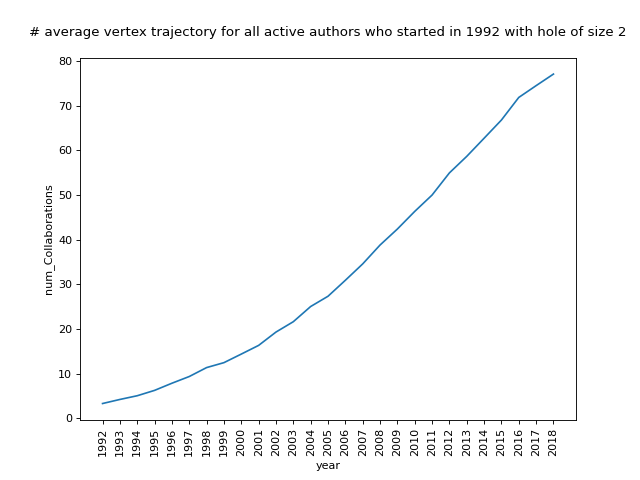 # average vertex trajectory for all active authors who started in 1992 with hole of size 2
80
70
60
50
40
30
20
10
0
num_Collaborations
1992 1993 1994 1995 1996 1997 1998 1999 2000 2001 2002 2003 2004 2005 2006 2007 2008 2009 2010 2011 2012 2013 2014 2015 2016 2017 2018
year